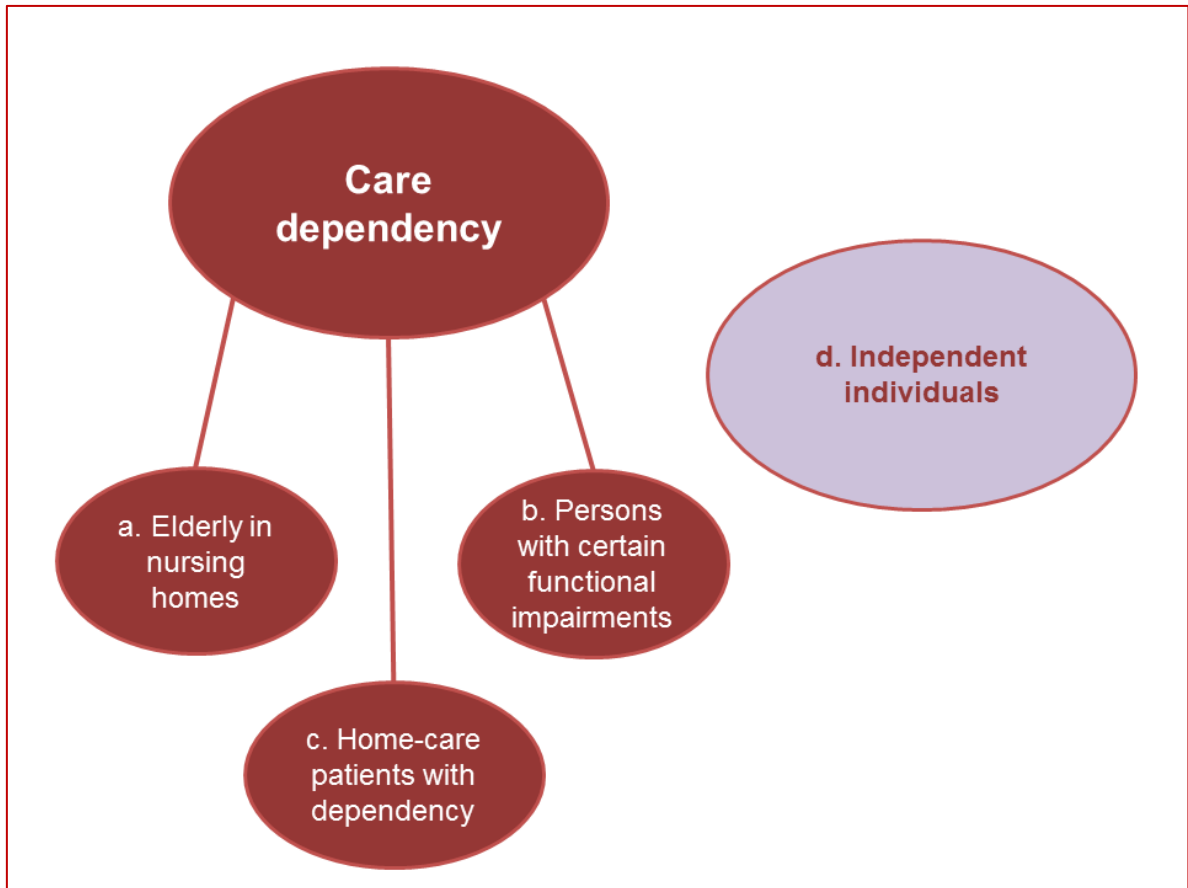 Care
dependency
d. Independent
individuals
a. Elderly in
nursing
homes
b. Persons
with certain
functional
impairments
c. Home-care
patients with
dependency